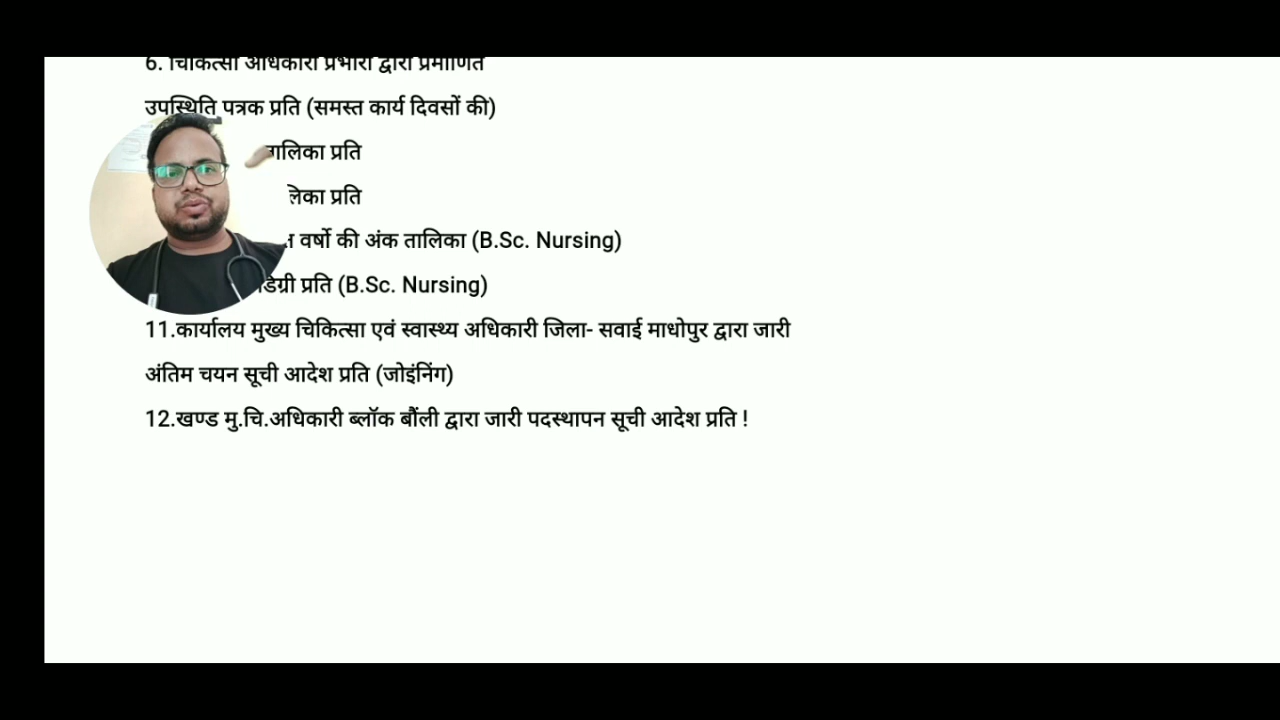 6. चिकित्सा अधिकारी प्रभारी द्वारा प्रमाणित
उपस्थिति पत्रक प्रति (समस्त कार्य दिवसों की)
प्रति
प्रति
वर्षो की अंक तालिका (B.Sc. Nursing)
प्रति (B.Sc. Nursing)
11.कार्यालय मुख्य चिकित्सा एवं स्वास्थ्य अधिकारी जिला- सवाई माधोपुर द्वारा जारी
अंतिम चयन सूची आदेश प्रति (जोइंनिंग)
12.खण्ड मु.चि.अधिकारी ब्लॉक बौंली द्वारा जारी पदस्थापन सूची आदेश प्रति !